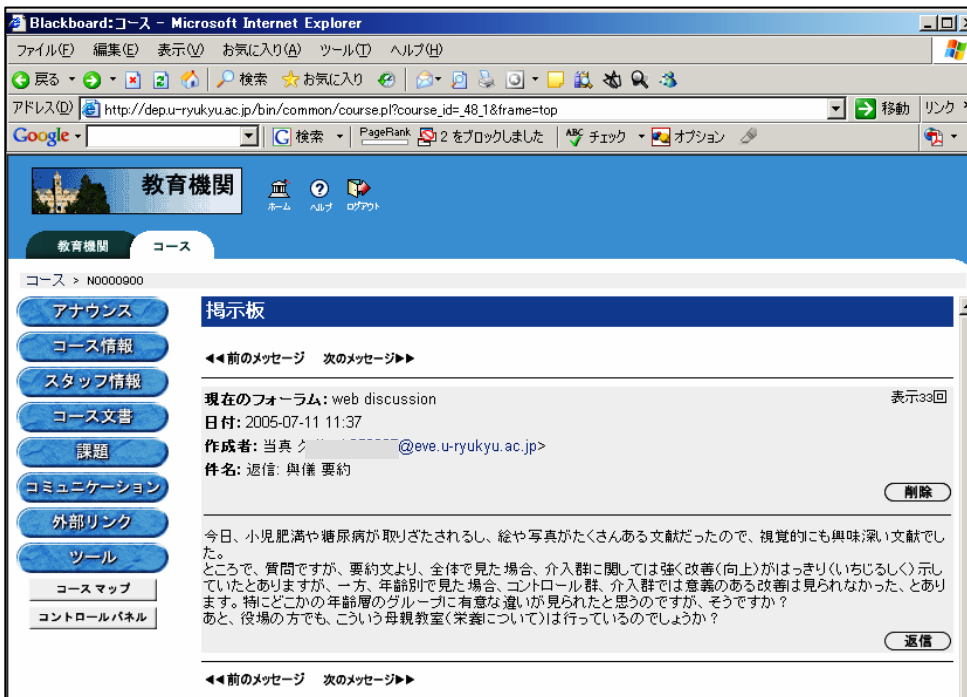 Blackboard:コース - Microsoft Internet Explorer
ファイル(F) 編集(E) 表示(V) お気に入り(A) ツール(T) ヘルプ(H)
戻る 検索 お気に入り
アドレス(D) http://dep.u-ryukyu.ac.jp/bin/common/course.pl?course_id=_48_1&frame=top 移動 リンク »
Google 検索 PageRank 2 をブロックしました ABC チェック オプション
教育機関
ホーム ヘルプ ログアウト
教育機関 コース
コース > N0000900
アナウンス
コース情報
スタッフ情報
コース文書
課題
コミュニケーション
外部リンク
ツール
コース マップ
コントロールパネル
掲示板
◀◀前のメッセージ 次のメッセージ▶▶
現在のフォーラム: web discussion 表示33回
日付: 2005-07-11 11:37
作成者: 当真 @eve.u-ryukyu.ac.jp>
件名: 返信: 與儀 要約
削除
今日、小児肥満や糖尿病が取りざたされるし、絵や写真がたくさんある文献だったので、視覚的にも興味深い文献でし
た。
ところで、質問ですが、要約文より、全体で見た場合、介入群に関しては強く改善(向上)がはっきり(いちじるしく)示し
ていたとありますが、一方、年齢別で見た場合、コントロール群、介入群では意義のある改善は見られなかった、とあり
ます。特にどこかの年齢層のグループに有意な違いが見られたと思うのですが、そうですか?
あと、役場の方でも、こういう母親教室(栄養について)は行っているのでしょうか?
返信
◀◀前のメッセージ 次のメッセージ▶▶